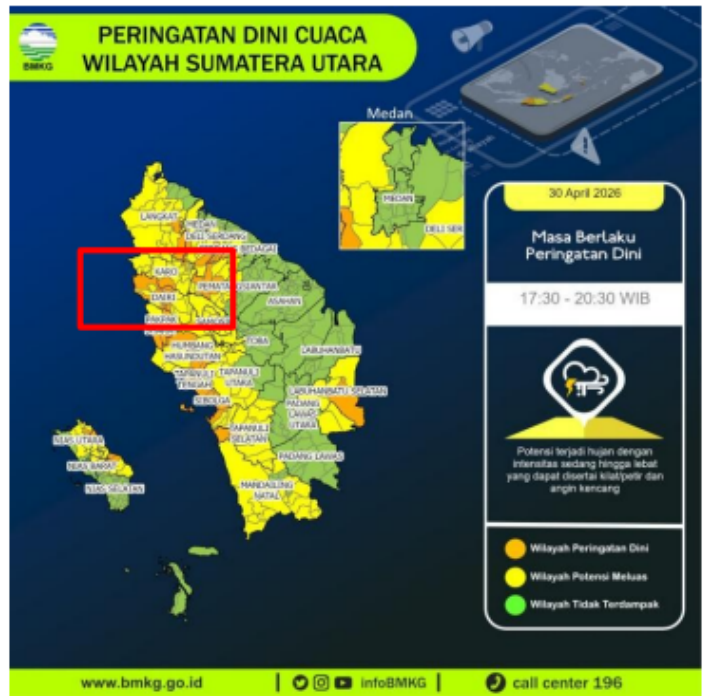 PERINGATAN DINI CUACA
WILAYAH SUMATERA UTARA
BMKG
Medan
MEDAN
DELI SER
30 April 2026
Masa Berlaku
Peringatan Dini
17:30 - 20:30 WIB
Potensi terjadi hujan dengan
intensitas sedang hingga lebat
yang dapat disertai kilat/petir dan
angin kencang
Wilayah Peringatan Dini
Wilayah Potensi Meluas
Wilayah Tidak Terdampak
LANGKAT
MEDAN
DELI SERDANG
BEDAGAI
KARO
DAIRI
ASAHAN
TOBA
HUMBANG
HASUNDUTAN
LABUHANBATU
TAPANULI
TENGAH
TAPANULI
UTARA
SIBOLGA
LABUHANBATU SELATAN
PADANG
LAWAS
UTARA
TAPANULI
SELATAN
PADANG LAWAS
MANDAILING
NATAL
NIAS UTARA
NIAS BARAT
NIAS SELATAN
www.bmkg.go.id
infoBMKG
call center 196